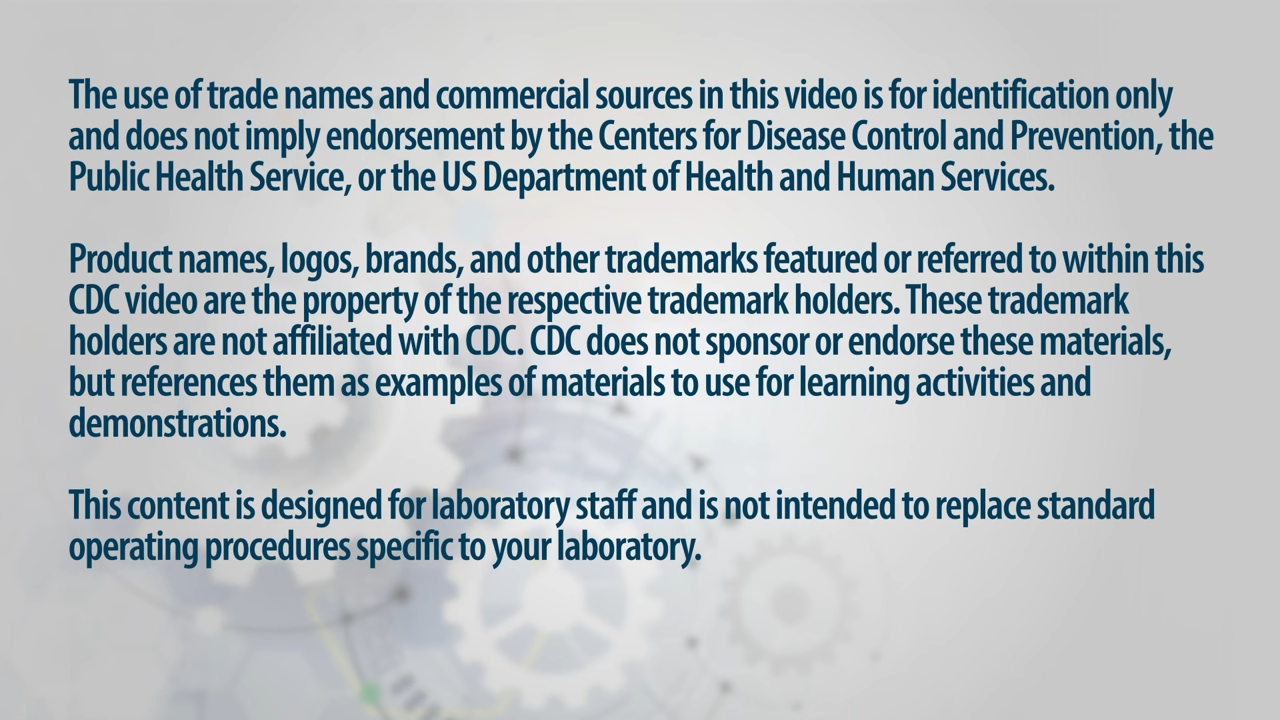 The use of trade names and commercial sources in this video is for identification only
and does not imply endorsement by the Centers for Disease Control and Prevention, the
Public Health Service, or the US Department of Health and Human Services.
Product names, logos, brands, and other trademarks featured or referred to within this
CDC video are the property of the respective trademark holders. These trademark
holders are not affiliated with CDC. CDC does not sponsor or endorse these materials,
but references them as examples of materials to use for learning activities and
demonstrations.
This content is designed for laboratory staff and is not intended to replace standard
operating procedures specific to your laboratory.